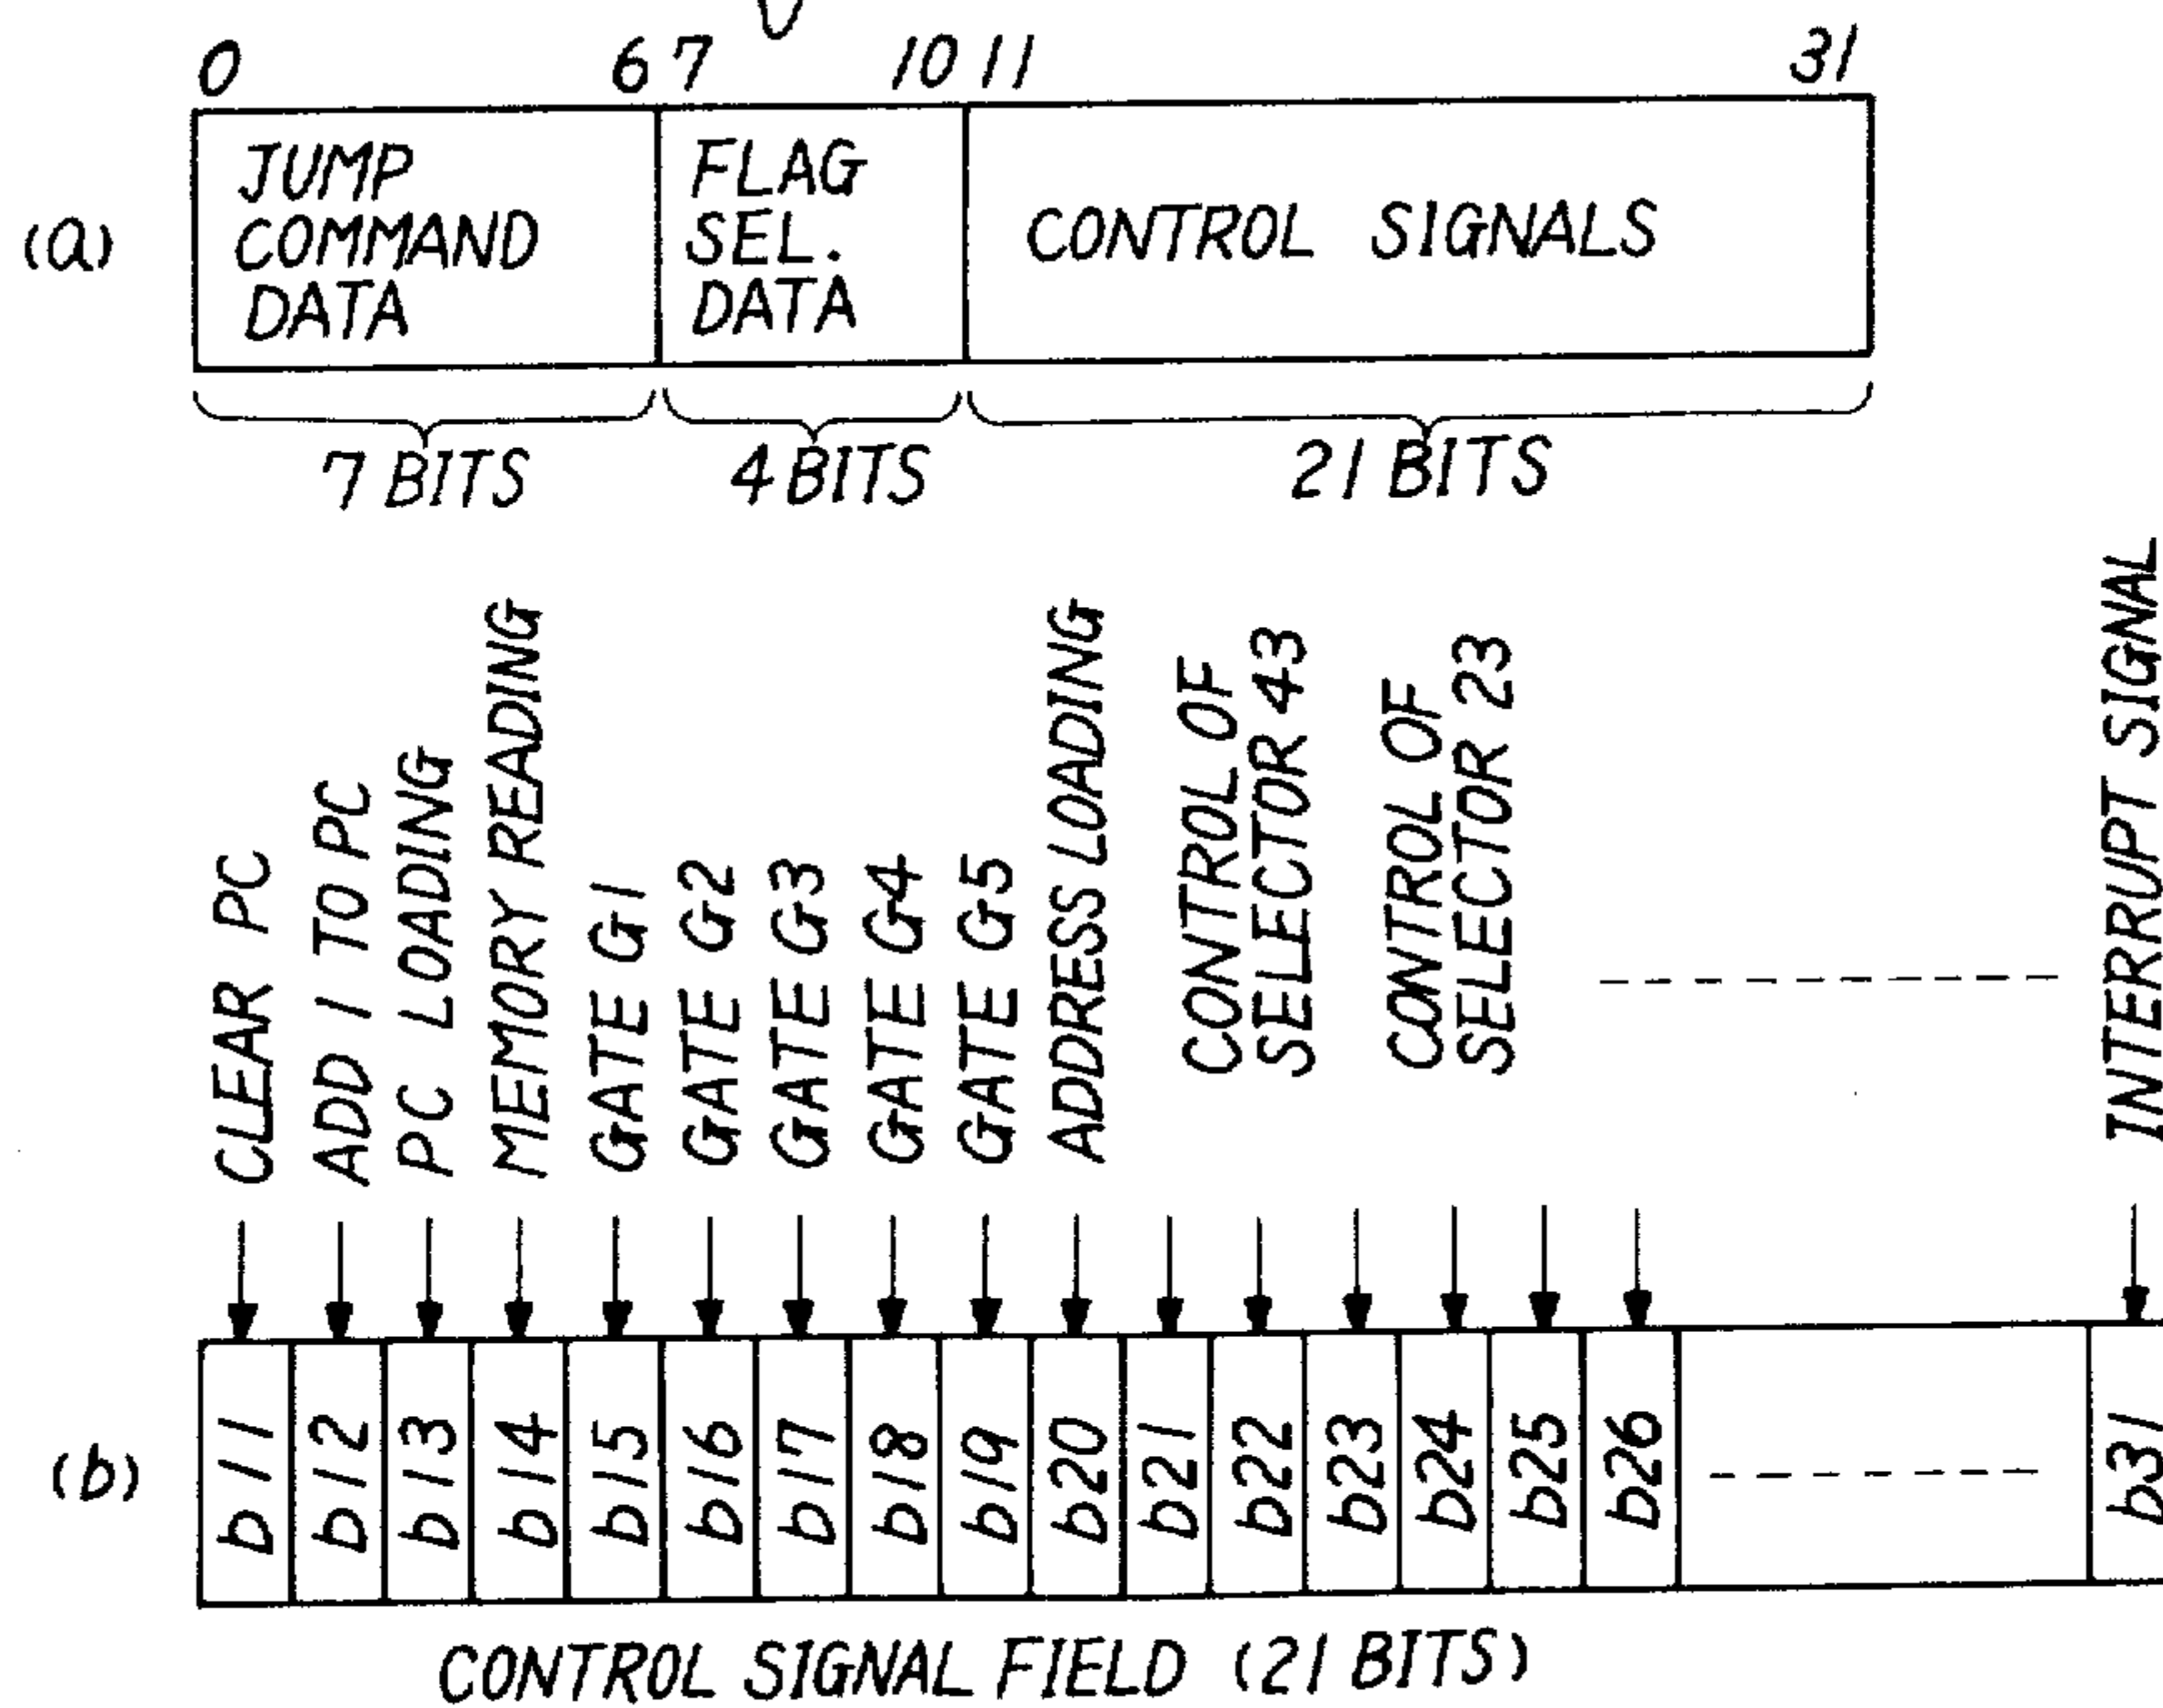 0 6 7 10 11 31
(a)
JUMP
COMMAND
DATA
FLAG
SEL.
DATA
CONTROL SIGNALS
7 BITS
4 BITS
21 BITS
CLEAR PC
ADD 1 TO PC
PC LOADING
MEMORY READING
GATE G1
GATE G2
GATE G3
GATE G4
GATE G5
ADDRESS LOADING
CONTROL OF
SELECTOR 43
CONTROL OF
SELECTOR 23
INTERRUPT SIGNAL
(b)
b11
b12
b13
b14
b15
b16
b17
b18
b19
b20
b21
b22
b23
b24
b25
b26
b31
CONTROL SIGNAL FIELD (21 BITS)